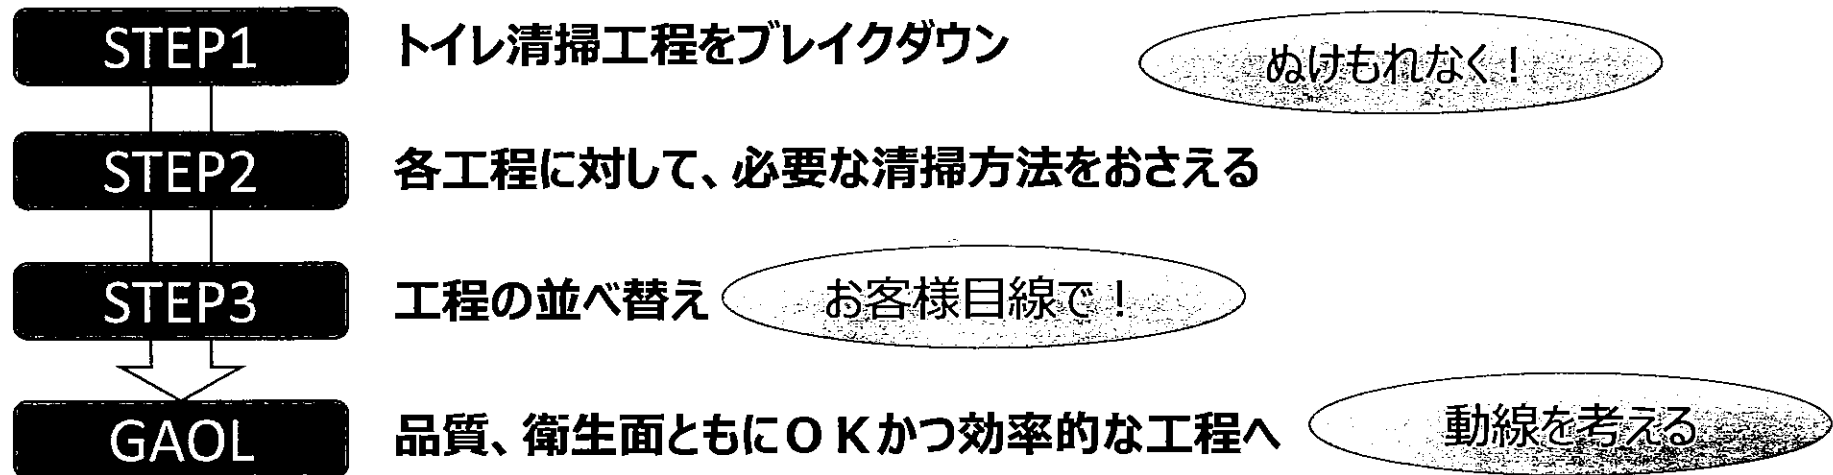 STEP1
トイレ清掃工程をブレイクダウン
ぬけもれなく！
STEP2
各工程に対して、必要な清掃方法をおさえる
STEP3
工程の並べ替え
お客様目線で！
GAOL
品質、衛生面ともにＯＫかつ効率的な工程へ
動線を考える